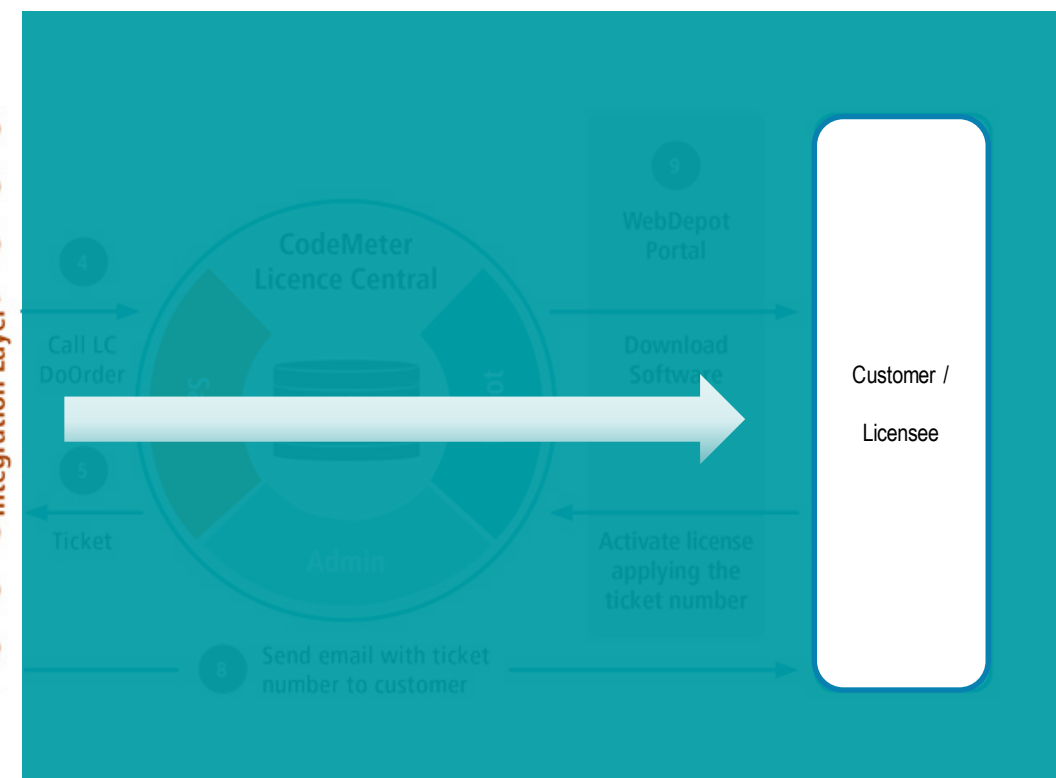 Integration Layer
4
Call LC
DoOrder
5
Ticket
CodeMeter
Licence Central
Admin
9
WebDepot
Portal
Download
Software
Activate license
applying the
ticket number
8
Send email with ticket
number to customer
Customer /
Licensee